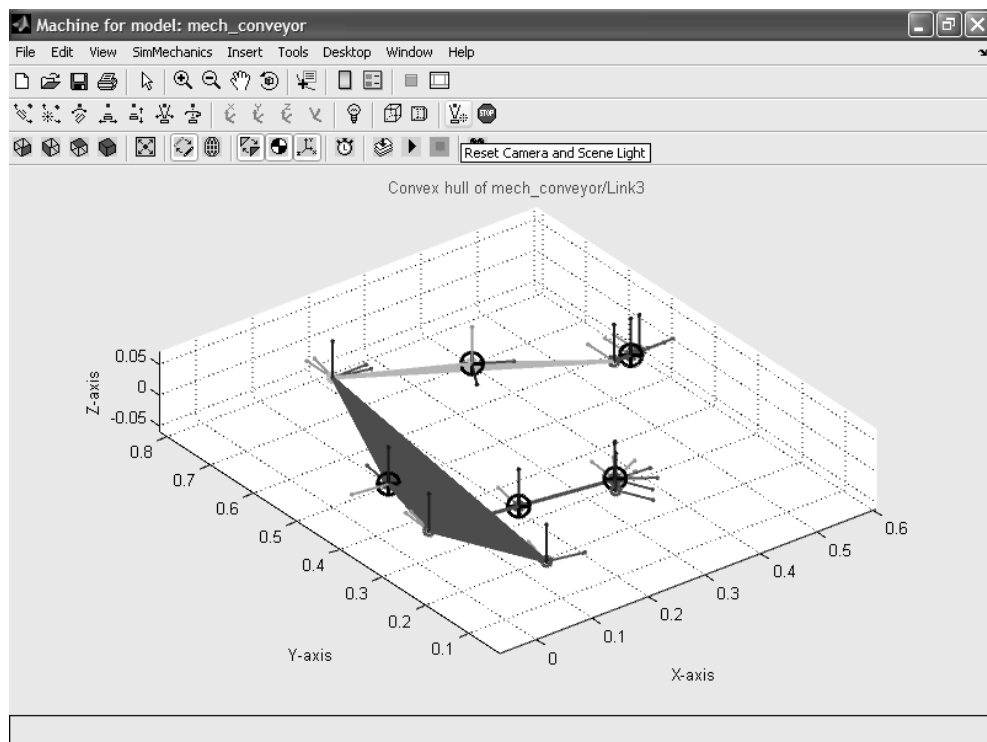 Machine for model: mech_conveyor
File Edit View SimMechanics Insert Tools Desktop Window Help
STOP
Reset Camera and Scene Light
Convex hull of mech_conveyor/Link3
0.05
0
-0.05
Z-axis
0.8
0.7
0.6
0.5
0.4
0.3
0.2
0.1
Y-axis
0
0.1
0.2
0.3
0.4
0.5
0.6
X-axis